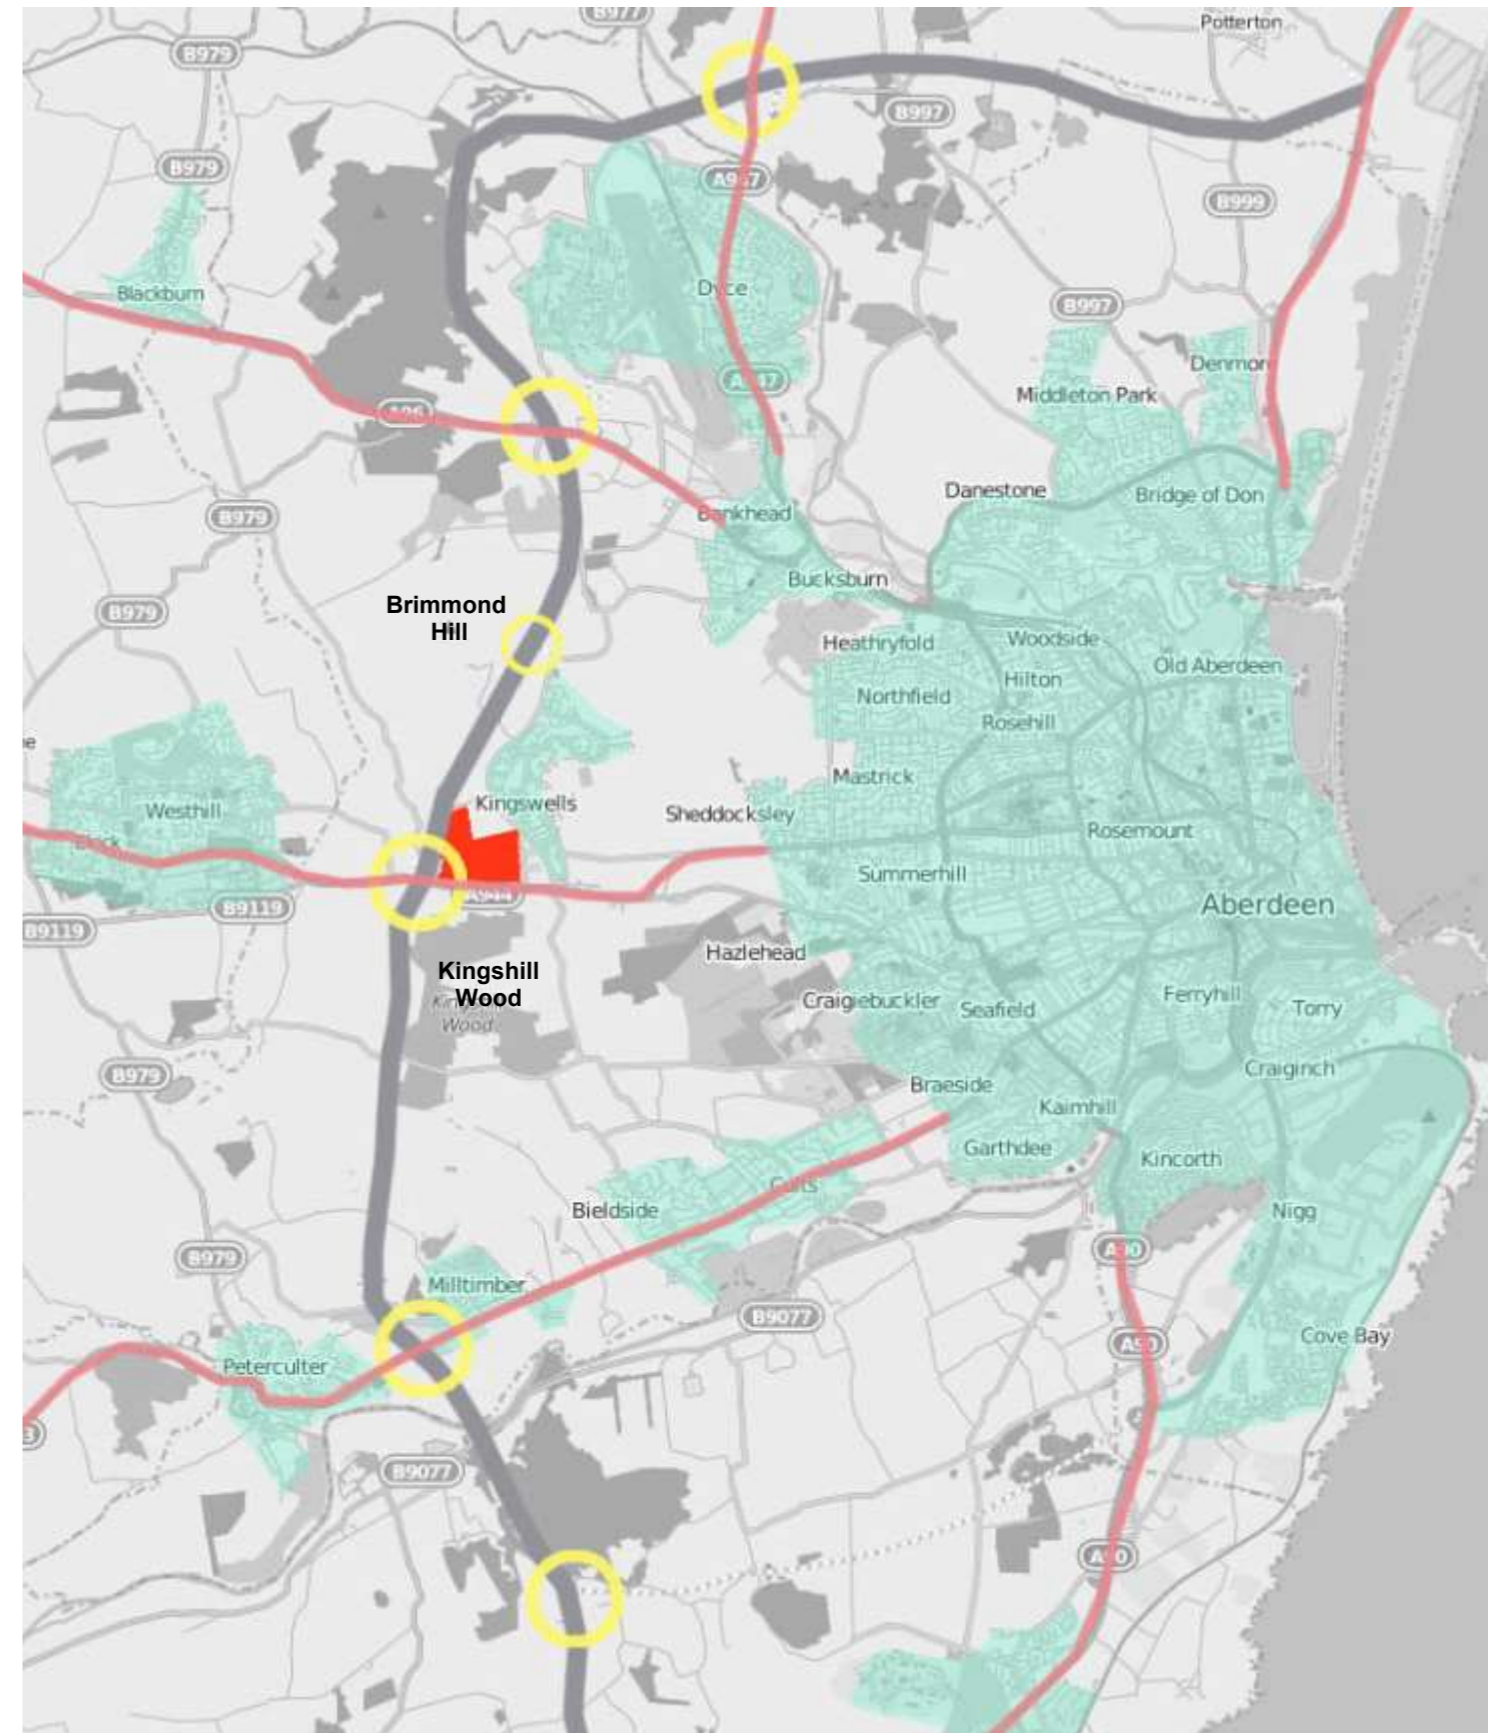 B977
Potterton
B979
B997
B979
A947
B999
Blackburn
Dyce
B997
Denmore
A947
Middleton Park
A96
Danestone
Bridge of Don
Bankhead
B979
Bucksburn
B979
Brimmond
Hill
Heathryfold
Woodside
Old Aberdeen
Hilton
Northfield
Rosehill
Mastrick
Kingswells
Westhill
Sheddocksley
Rosemount
Elrick
Summerhill
A944
Aberdeen
B9119
B9119
Hazlehead
Kingshill
Wood
Craigiebuckler
Seafield
Ferryhill
Torry
Wood
Craiginch
B979
Braeside
Kaimhill
Garthdee
Kincorth
Cults
Bieldside
Nigg
A90
B979
Milltimber
B9077
Cove Bay
A90
Peterculter
B9077
A90